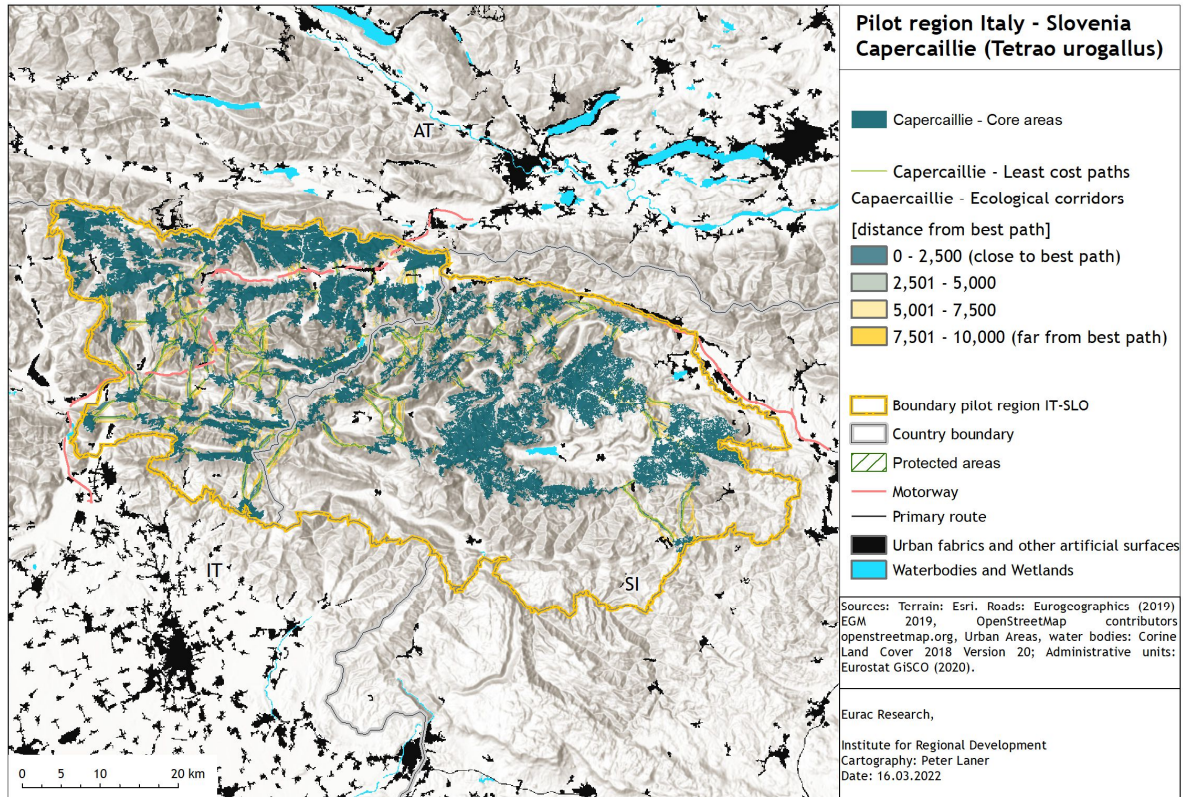 Pilot region Italy - Slovenia
Capercaillie (Tetrao urogallus)
Capercaillie - Core areas
Capercaillie - Least cost paths
Capaercaillie - Ecological corridors
[distance from best path]
0 - 2,500 (close to best path)
2,501 - 5,000
5,001 - 7,500
7,501 - 10,000 (far from best path)
Boundary pilot region IT-SLO
Country boundary
Protected areas
Motorway
Primary route
Urban fabrics and other artificial surfaces
Waterbodies and Wetlands
Sources: Terrain: Esri. Roads: Eurogeographics (2019)
EGM 2019, OpenStreetMap contributors
openstreetmap.org, Urban Areas, water bodies: Corine
Land Cover 2018 Version 20; Administrative units:
Eurostat GiSCO (2020).
Eurac Research,
Institute for Regional Development
Cartography: Peter Laner
Date: 16.03.2022
AT
IT
SI
0 5 10 20 km